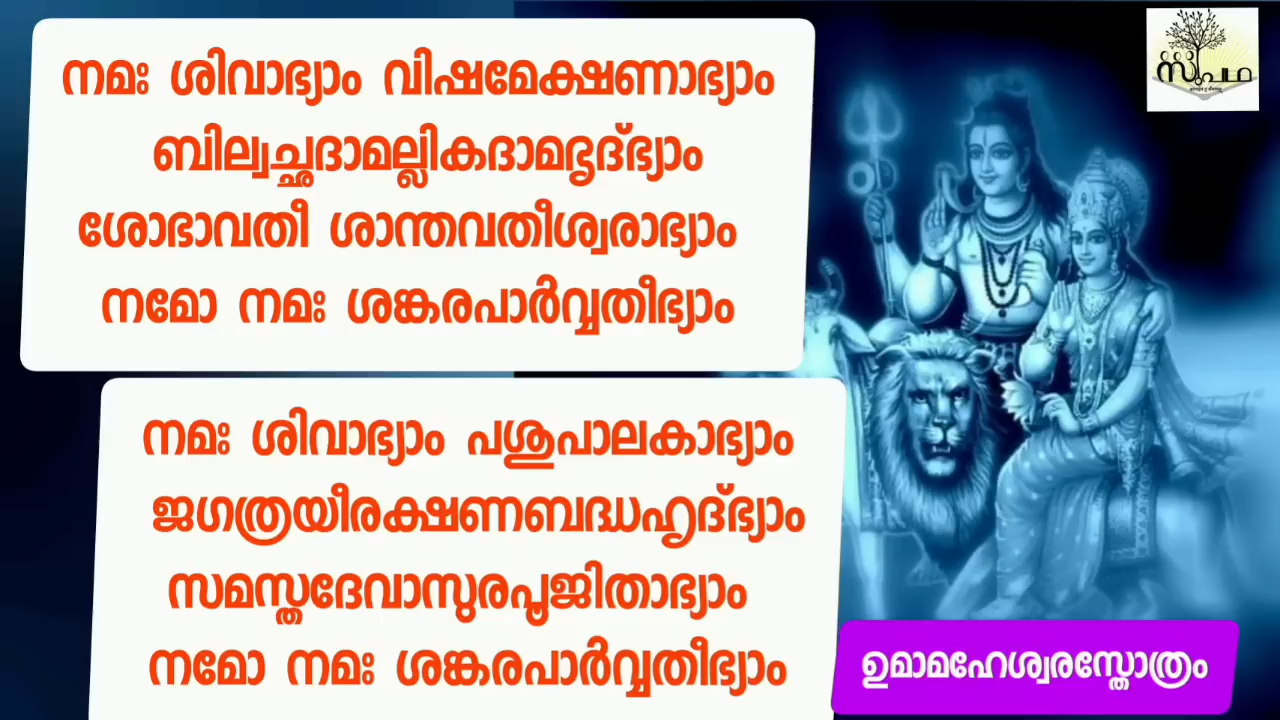 നമഃ ശിവാഭ്യാം വിഷമേക്ഷണാഭ്യാം
ബില്വച്ഛദാമല്ലികദാമഭൃദ്ഭ്യാം
ശോഭാവതീ ശാന്തവതീശ്വരാഭ്യാം
നമോ നമഃ ശങ്കരപാർവ്വതീഭ്യാം
നമഃ ശിവാഭ്യാം പശുപാലകാഭ്യാം
ജഗത്രയീരക്ഷണബദ്ധഹൃദ്ഭ്യാം
സമസ്തദേവാസുരപൂജിതാഭ്യാം
നമോ നമഃ ശങ്കരപാർവ്വതീഭ്യാം
ഉമാമഹേശ്വരസ്തോത്രം